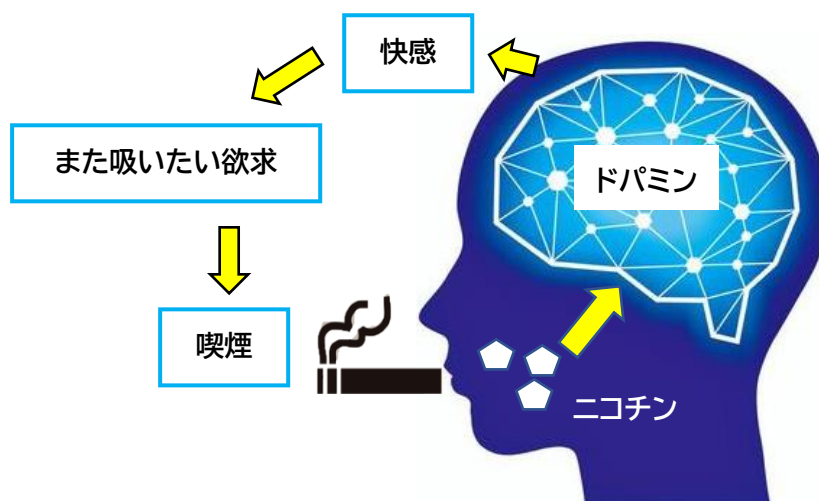 快感
また吸いたい欲求
ドパミン
喫煙
ニコチン